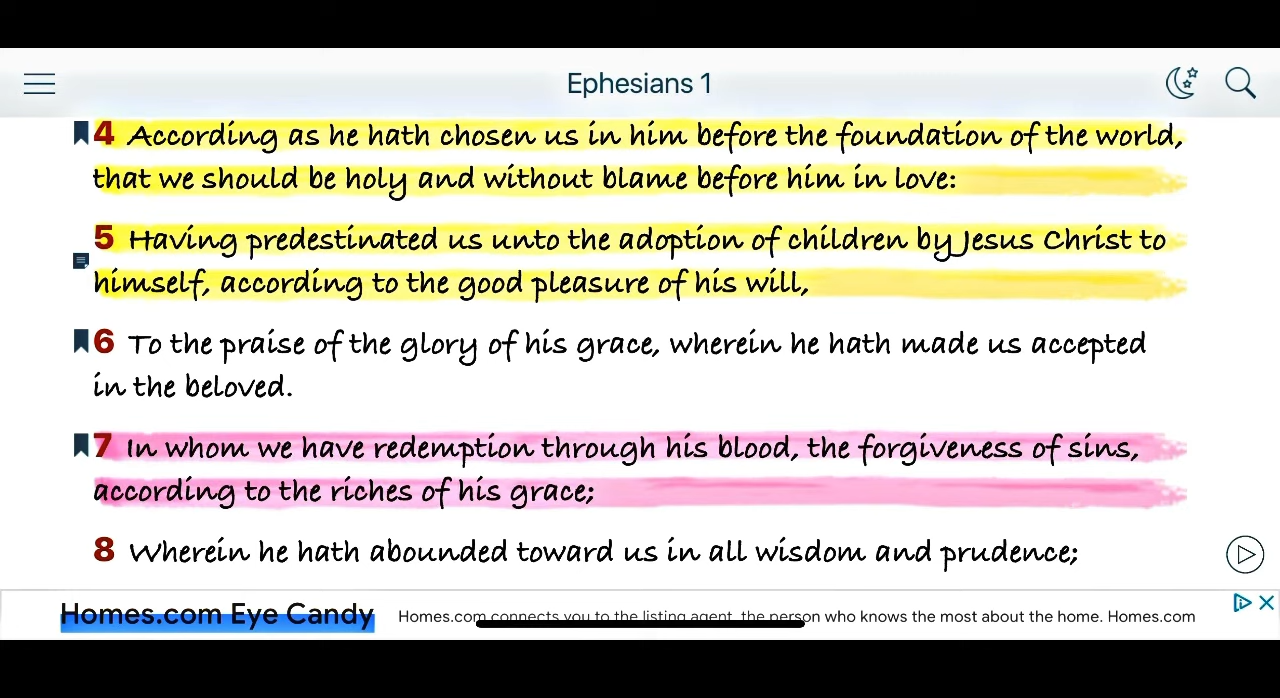 Ephesians 1
4 According as he hath chosen us in him before the foundation of the world,
that we should be holy and without blame before him in love:
5 Having predestinated us unto the adoption of children by Jesus Christ to
himself, according to the good pleasure of his will,
6 To the praise of the glory of his grace, wherein he hath made us accepted
in the beloved.
7 In whom we have redemption through his blood, the forgiveness of sins,
according to the riches of his grace;
8 Wherein he hath abounded toward us in all wisdom and prudence;
Homes.com Eye Candy
Homes.com connects you to the listing agent, the person who knows the most about the home. Homes.com